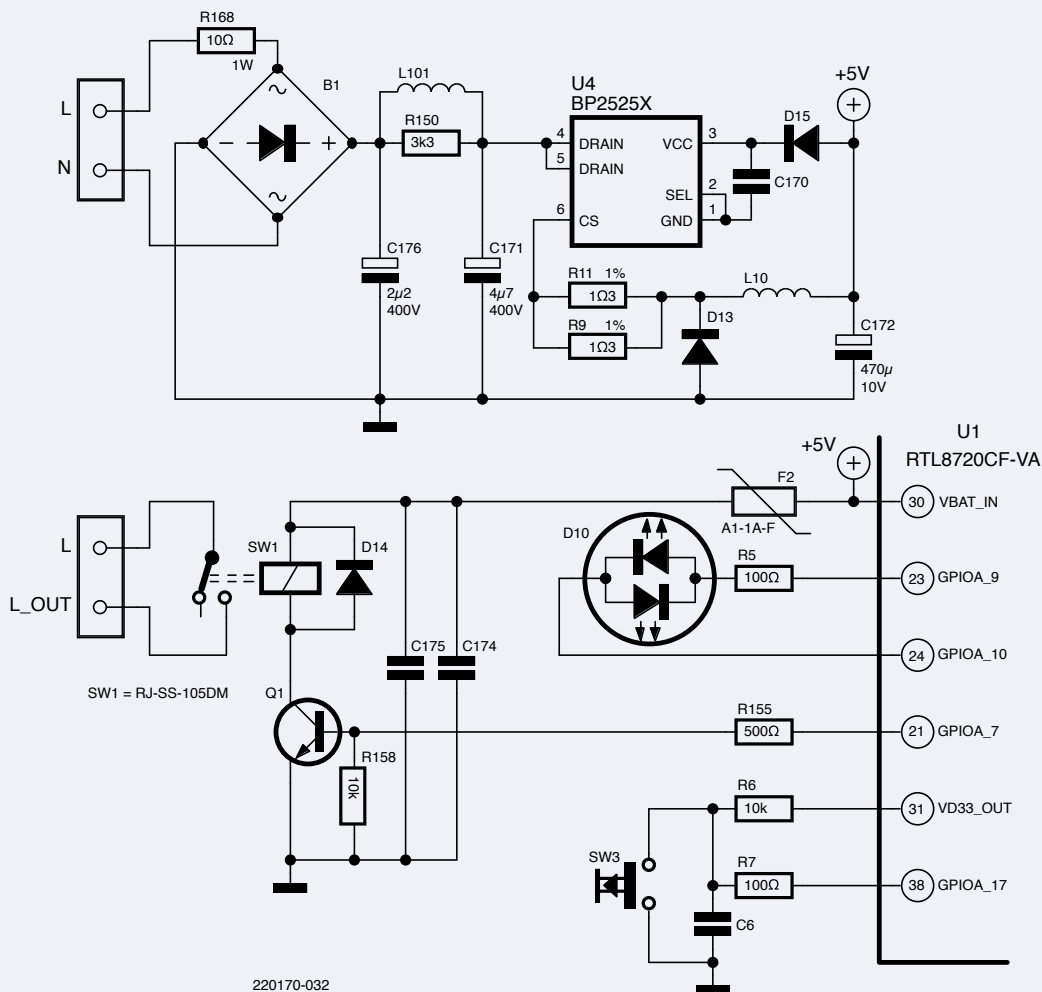 R168
10Ω
1W
L
N
B1
~
–
+
~
L101
R150
3k3
C176
2µ2
400V
C171
4µ7
400V
U4
BP2525X
4
DRAIN
5
DRAIN
6
CS
VCC
3
SEL
2
GND
1
D15
+5V
+
C170
R11 1%
1Ω3
R9 1%
1Ω3
L10
D13
C172
470µ
10V
U1
RTL8720CF-VA
+5V
+
F2
A1-1A-F
30
VBAT_IN
L
L_OUT
SW1
D14
D10
R5
100Ω
23
GPIOA_9
24
GPIOA_10
C175
C174
SW1 = RJ-SS-105DM
Q1
R155
500Ω
21
GPIOA_7
R158
10k
R6
10k
31
VD33_OUT
SW3
R7
100Ω
38
GPIOA_17
C6
220170-032